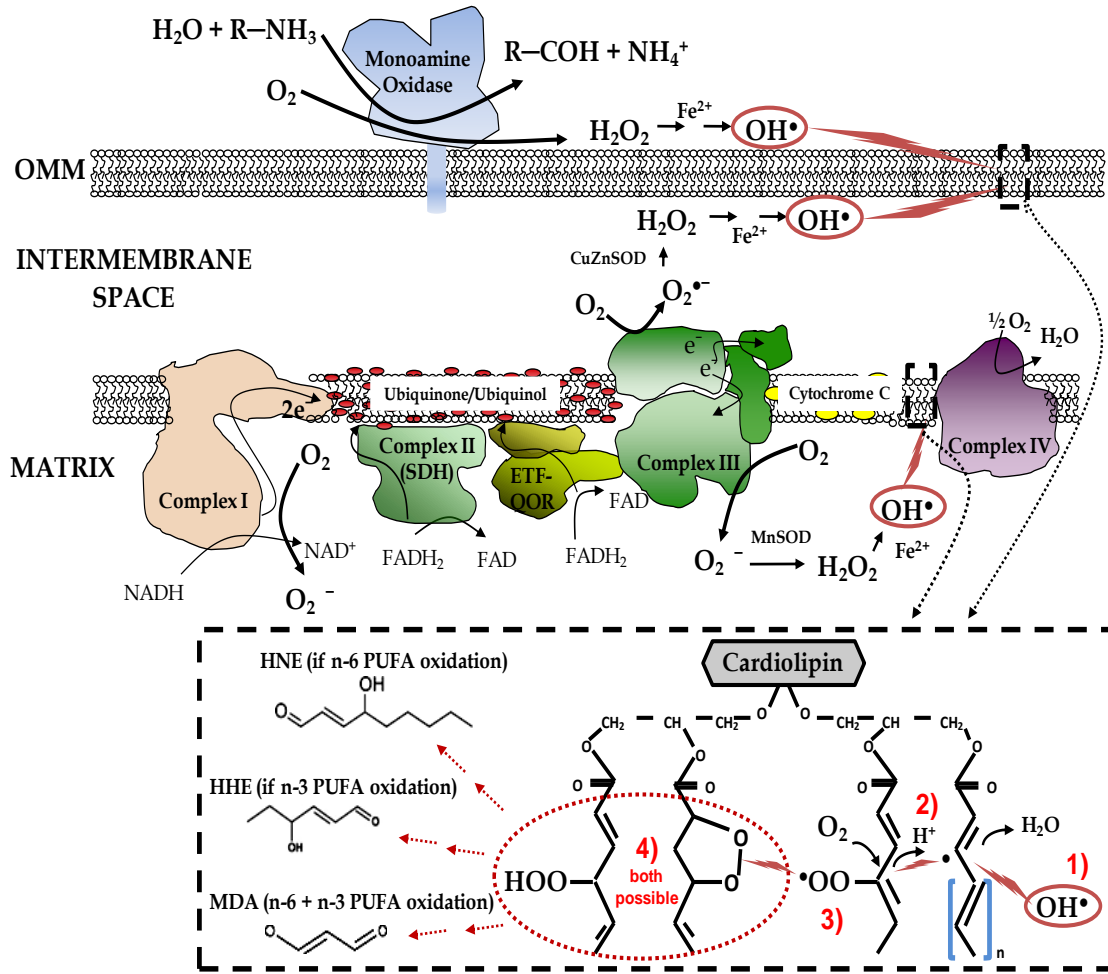 H₂O + R–NH₃
Monoamine
Oxidase
R–COH + NH₄⁺
O₂
H₂O₂
Fe²⁺
OH•
OMM
H₂O₂
Fe²⁺
OH•
INTERMEMBRANE
SPACE
CuZnSOD
O₂
O₂•⁻
½ O₂
H₂O
e⁻
e⁻
2e⁻
Ubiquinone/Ubiquinol
Cytochrome C
MATRIX
Complex I
O₂
Complex II
(SDH)
ETF-
QOR
Complex III
O₂
Complex IV
FAD
OH•
NAD⁺
FADH₂
FAD
FADH₂
O₂ ⁻
MnSOD
H₂O₂
Fe²⁺
NADH
O₂ ⁻
HNE (if n-6 PUFA oxidation)
OH
O
Cardiolipin
O
O
CH₂
CH
CH₂
CH₂
CH
CH₂
O
O
O
O
O
O
O
O
HHE (if n-3 PUFA oxidation)
O
OH
2)
O₂
H⁺
•
H₂O
4)
both
possible
HOO
O
O
•OO
3)
1)
OH•
n
MDA (n-6 + n-3 PUFA oxidation)
O
O